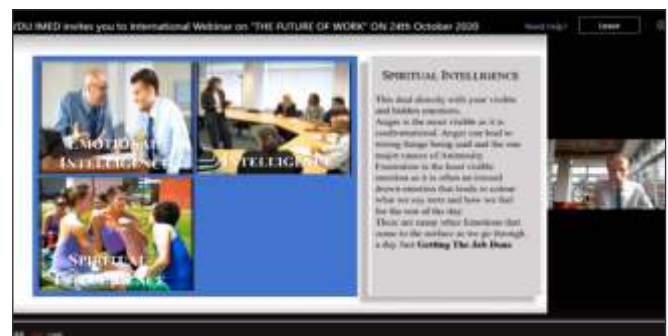 VDU IMED invites you to International Webinar on "THE FUTURE OF WORK" ON 24th October 2020
Need help?
Leave
EMOTIONAL
INTELLIGENCE
INTELLIGENCE
SPIRITUAL
INTELLIGENCE
SPIRITUAL INTELLIGENCE
This deal directly with your visible
and hidden emotions.
Anger is the most visible as it is
confrontational. Anger can lead to
wrong things being said and the one
major causes of Animosity.
Frustration is the least visible
emotion as it is often an inward
drawn emotion that tends to colour
what we say next and how we feel
for the rest of the day.
There are many other Emotions that
come to the surface as we go through
a day Just Getting The Job Done